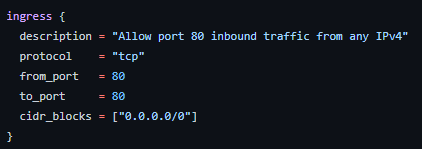 ingress {
  description = "Allow port 80 inbound traffic from any IPv4"
  protocol    = "tcp"
  from_port   = 80
  to_port     = 80
  cidr_blocks = ["0.0.0.0/0"]
}